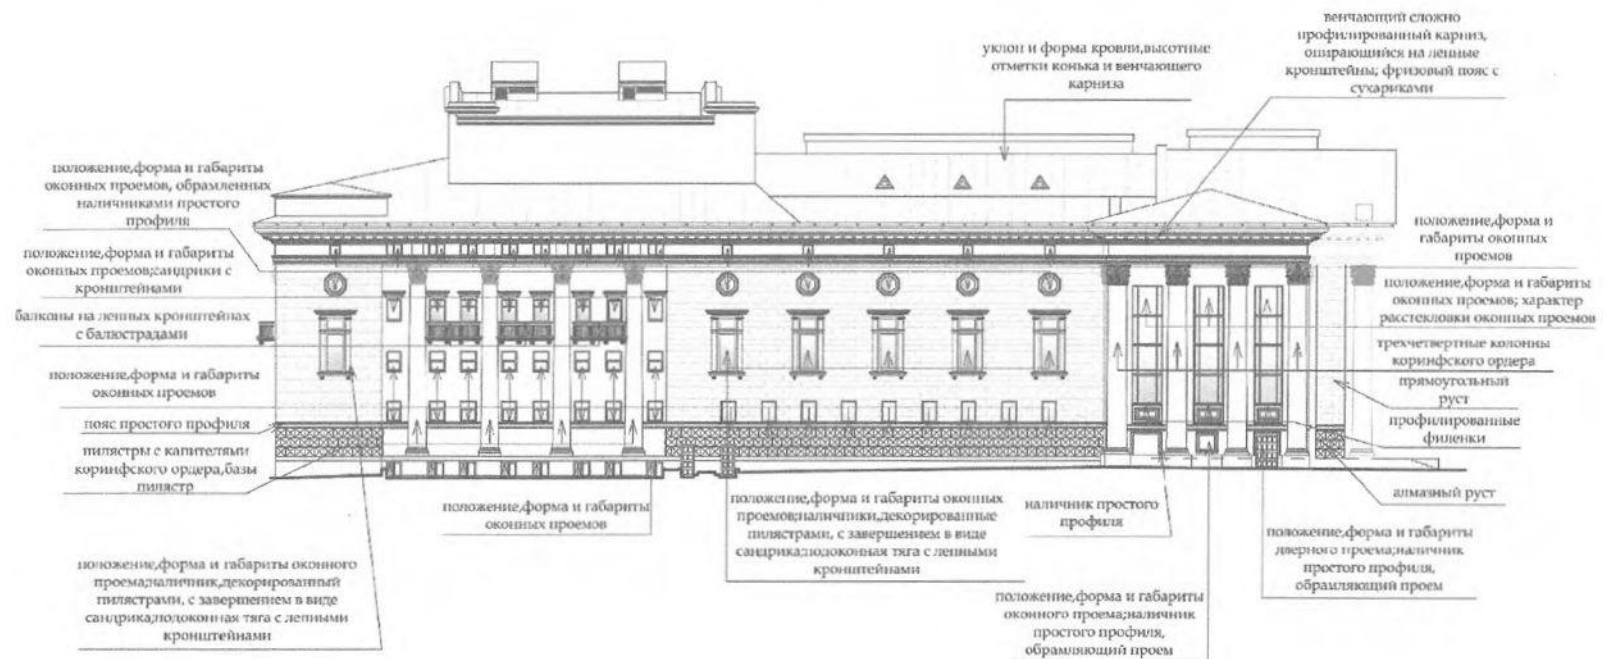 венчающий сложно
профилированный карниз,
опирающийся на лепные
кронштейны; фризовый пояс с
сухариками
уклон и форма кровли,высотные
отметки конька и венчающего
карниза
положение,форма и габариты
оконных проемов, обрамленных
наличниками простого
профиля
положение,форма и габариты
оконных проемов;сандрики с
кронштейнами
балконы на лепных кронштейнах
с балюстрадами
положение,форма и габариты
оконных проемов
пояс простого профиля
пилястры с капителями
коринфского ордера,базы
пилястр
положение,форма и габариты оконного
проема;наличник,декорированный
пилястрами, с завершением в виде
сандрика;подоконная тяга с лепными
кронштейнами
положение,форма и габариты
оконных проемов
положение,форма и габариты оконных
проемов;наличники,декорированные
пилястрами, с завершением в виде
сандрика;подоконная тяга с лепными
кронштейнами
наличник простого
профиля
положение,форма и габариты
оконного проема;наличник
простого профиля,
обрамляющий проем
положение,форма и
габариты оконных
проемов
положение,форма и габариты
оконных проемов; характер
расстекловки оконных проемов
трехчетвертные колонны
коринфского ордера
прямоугольный
руст
профилированные
филенки
алмазный руст
положение,форма и габариты
дверного проема;наличник
простого профиля,
обрамляющий проем